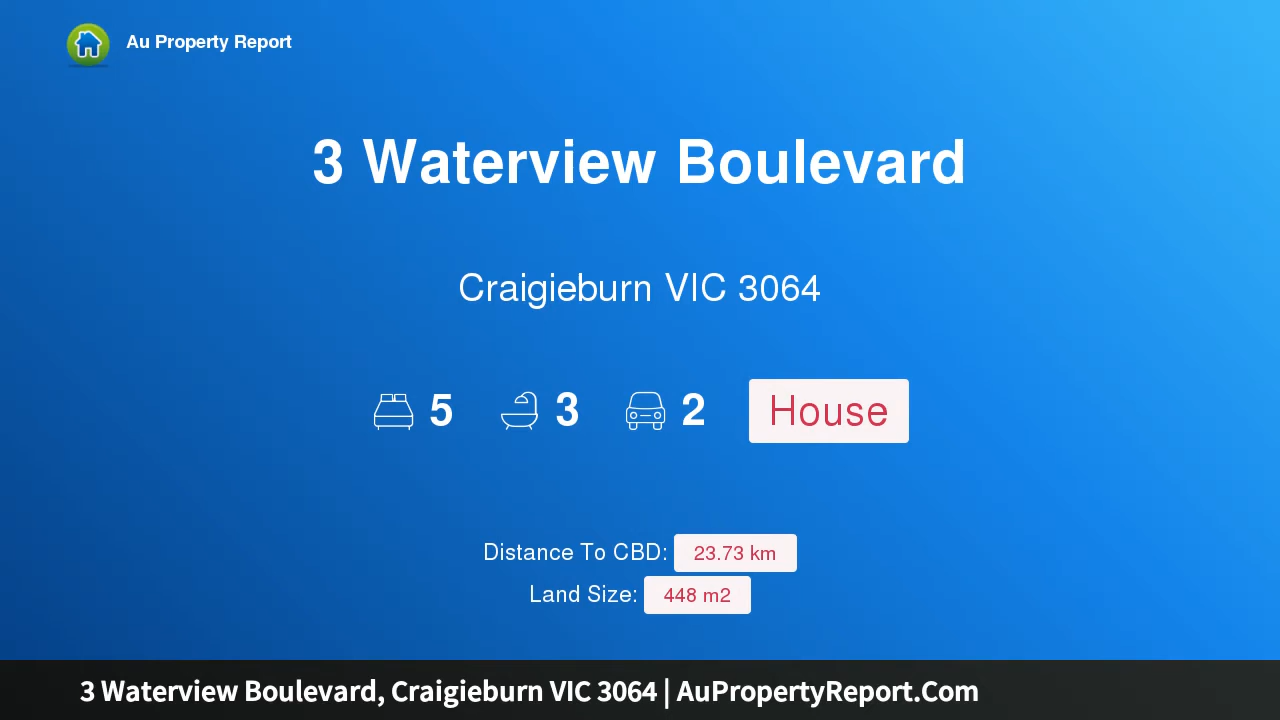 Au Property Report
3 Waterview Boulevard
Craigieburn VIC 3064
5 3 2 House
Distance To CBD: 23.73 km
Land Size: 448 m2
3 Waterview Boulevard, Craigieburn VIC 3064 | AuPropertyReport.Com